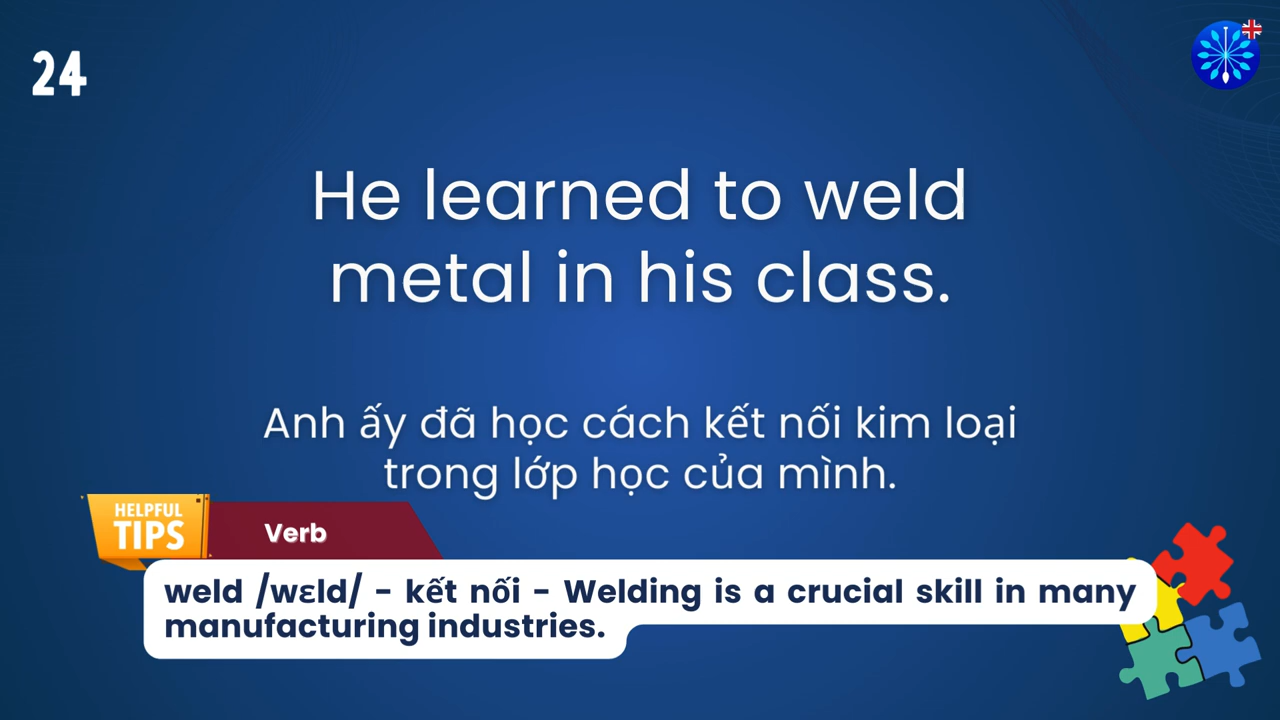 24
He learned to weld
metal in his class.
Anh ấy đã học cách kết nối kim loại
trong lớp học của mình.
HELPFUL
TIPS
Verb
weld /wɛld/ - kết nối - Welding is a crucial skill in many
manufacturing industries.